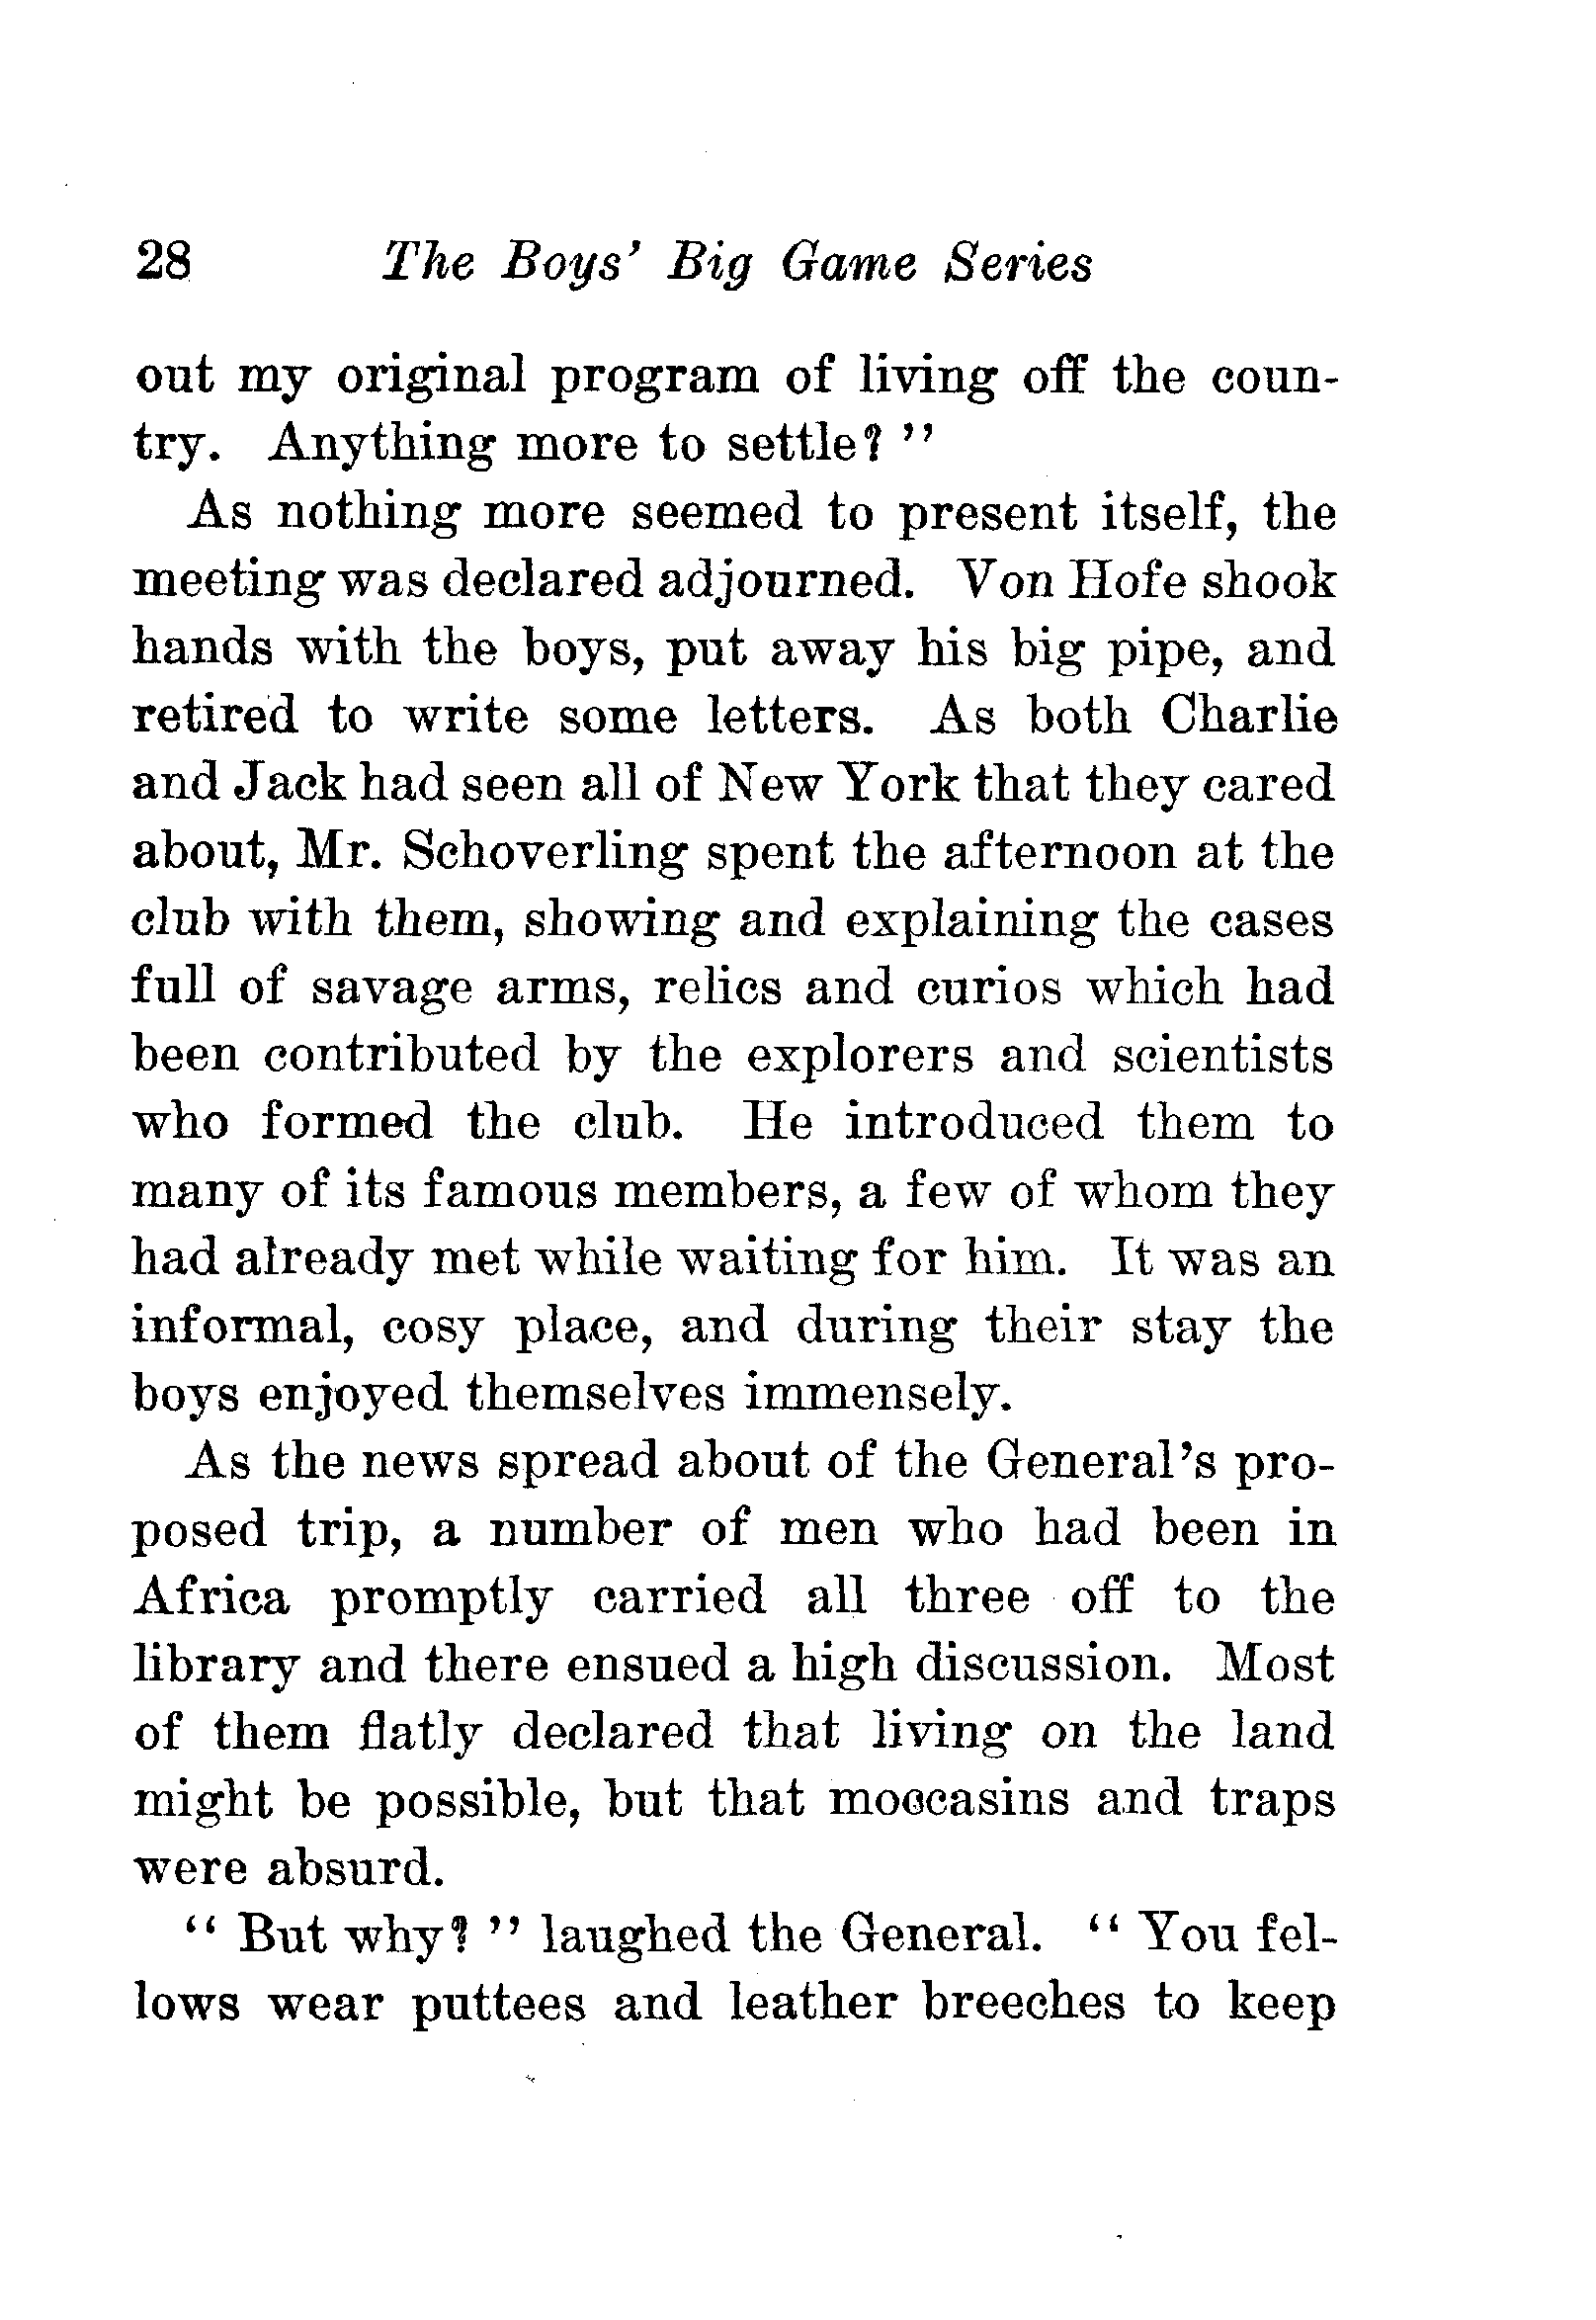 28 The Boys' Big Game Series
out my original program of living off the coun-
try. Anything more to settle? "
As nothing more seemed to present itself, the
meeting was declared adjourned. Von Hofe shook
hands with the boys, put away his big pipe, and
retired to write some letters. As both Charlie
and Jack had seen all of New York that they cared
about, Mr. Schoverling spent the afternoon at the
club with them, showing and explaining the cases
full of savage arms, relics and curios which had
been contributed by the explorers and scientists
who formed the club. He introduced them to
many of its famous members, a few of whom they
had already met while waiting for him. It was an
informal, cosy place, and during their stay the
boys enjoyed themselves immensely.
As the news spread about of the General's pro-
posed trip, a number of men who had been in
Africa promptly carried all three off to the
library and there ensued a high discussion. Most
of them flatly declared that living on the land
might be possible, but that moccasins and traps
were absurd.
" But why? " laughed the General. " You fel-
lows wear puttees and leather breeches to keep